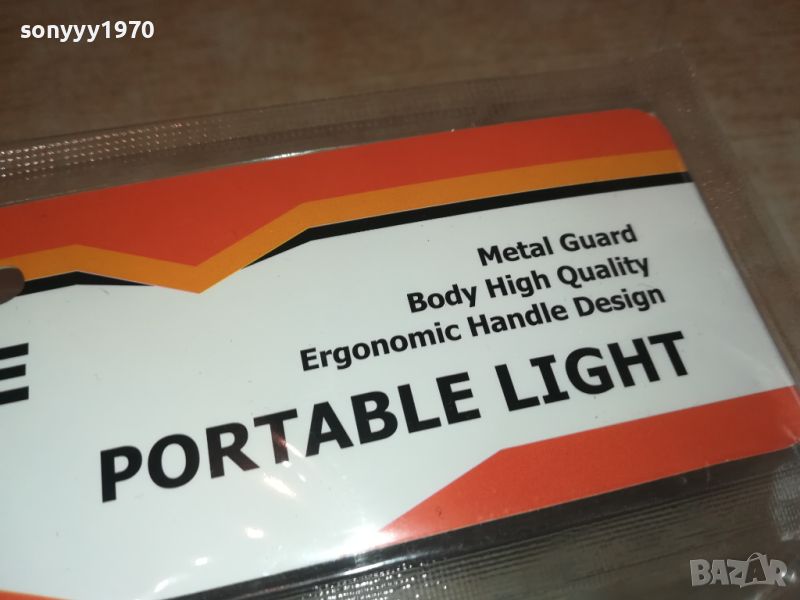 sonyyy1970
Metal Guard
Body High Quality
Ergonomic Handle Design
E
PORTABLE LIGHT
BAZAR